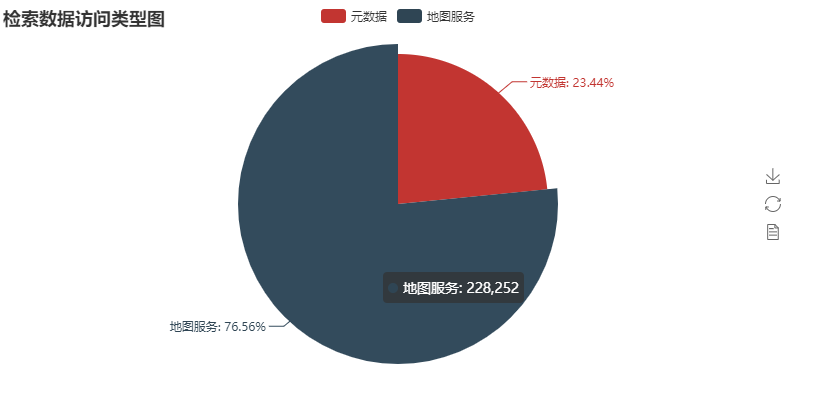 检索数据访问类型图
元数据
地图服务
元数据: 23.44%
地图服务: 228,252
地图服务: 76.56%